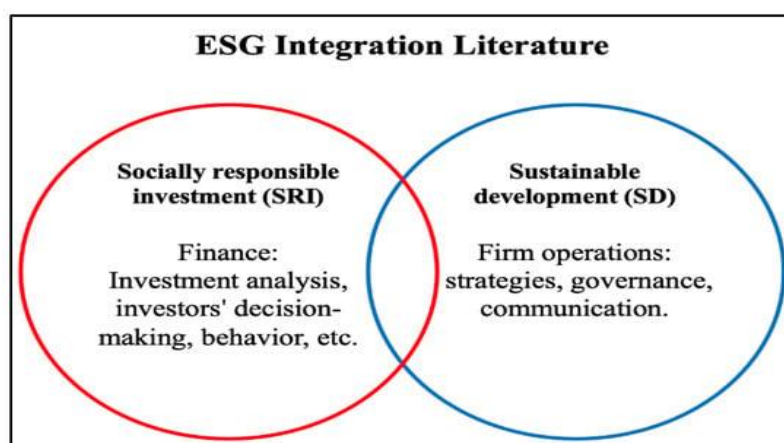 ESG Integration Literature
Socially responsible
investment (SRI)
Finance:
Investment analysis,
investors' decision-
making, behavior, etc.
Sustainable
development (SD)
Firm operations:
strategies, governance,
communication.